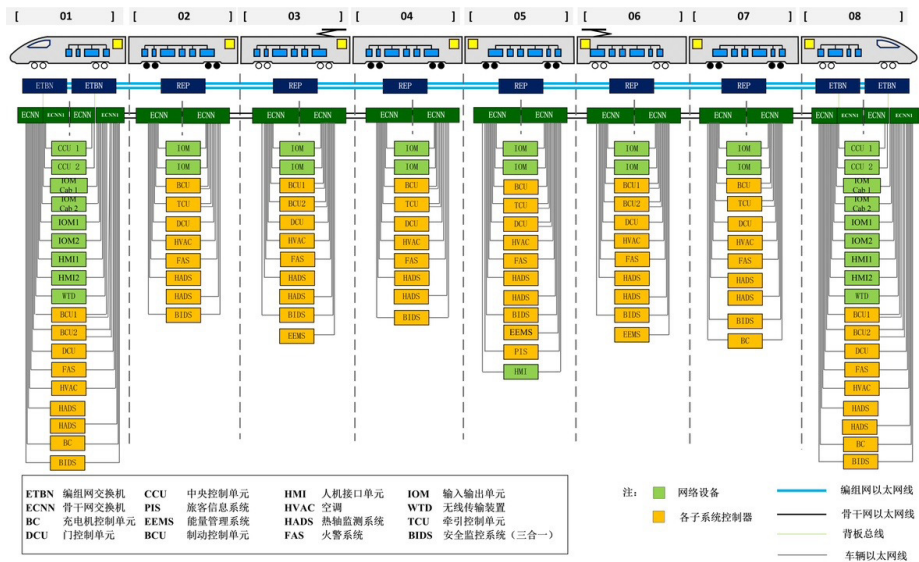 [ 01 ] [ 02 ] [ 03 ] [ 04 ] [ 05 ] [ 06 ] [ 07 ] [ 08 ]
ETBN ETBN REP REP REP REP REP REP ETBN ETBN
ECNN ECNN1 ECNN ECNN1 ECNN ECNN ECNN ECNN ECNN ECNN ECNN ECNN ECNN ECNN ECNN ECNN ECNN ECNN1 ECNN ECNN1
CCU 1
CCU 2
IOM
Cab 1
IOM
Cab 2
IOM1
IOM2
HMI1
HMI2
WTD
BCU1
BCU2
DCU
FAS
HVAC
HADS
HADS
BC
BIDS
IOM
IOM
BCU
TCU
DCU
HVAC
FAS
HADS
HADS
BIDS
IOM
IOM
BCU1
BCU2
DCU
HVAC
FAS
HADS
HADS
BIDS
EEMS
IOM
IOM
BCU
TCU
DCU
HVAC
FAS
HADS
HADS
BIDS
IOM
IOM
BCU
TCU
DCU
HVAC
FAS
HADS
HADS
BIDS
EEMS
PIS
HMI
IOM
IOM
BCU1
BCU2
DCU
HVAC
FAS
HADS
HADS
BIDS
EEMS
IOM
IOM
BCU
TCU
DCU
HVAC
FAS
HADS
HADS
BIDS
BC
CCU 1
CCU 2
IOM
Cab 1
IOM
Cab 2
IOM1
IOM2
HMI1
HMI2
WTD
BCU1
BCU2
DCU
FAS
HVAC
HADS
HADS
BC
BIDS
ETBN 编组网交换机 CCU 中央控制单元 HMI 人机接口单元 IOM 输入输出单元
ECNN 骨干网交换机 PIS 旅客信息系统 HVAC 空调 WTD 无线传输装置
BC 充电机控制单元 EEMS 能量管理系统 HADS 热轴监测系统 TCU 牵引控制单元
DCU 门控制单元 BCU 制动控制单元 FAS 火警系统 BIDS 安全监控系统（三合一）
注：
网络设备
各子系统控制器
编组网以太网线
骨干网以太网线
背板总线
车辆以太网线